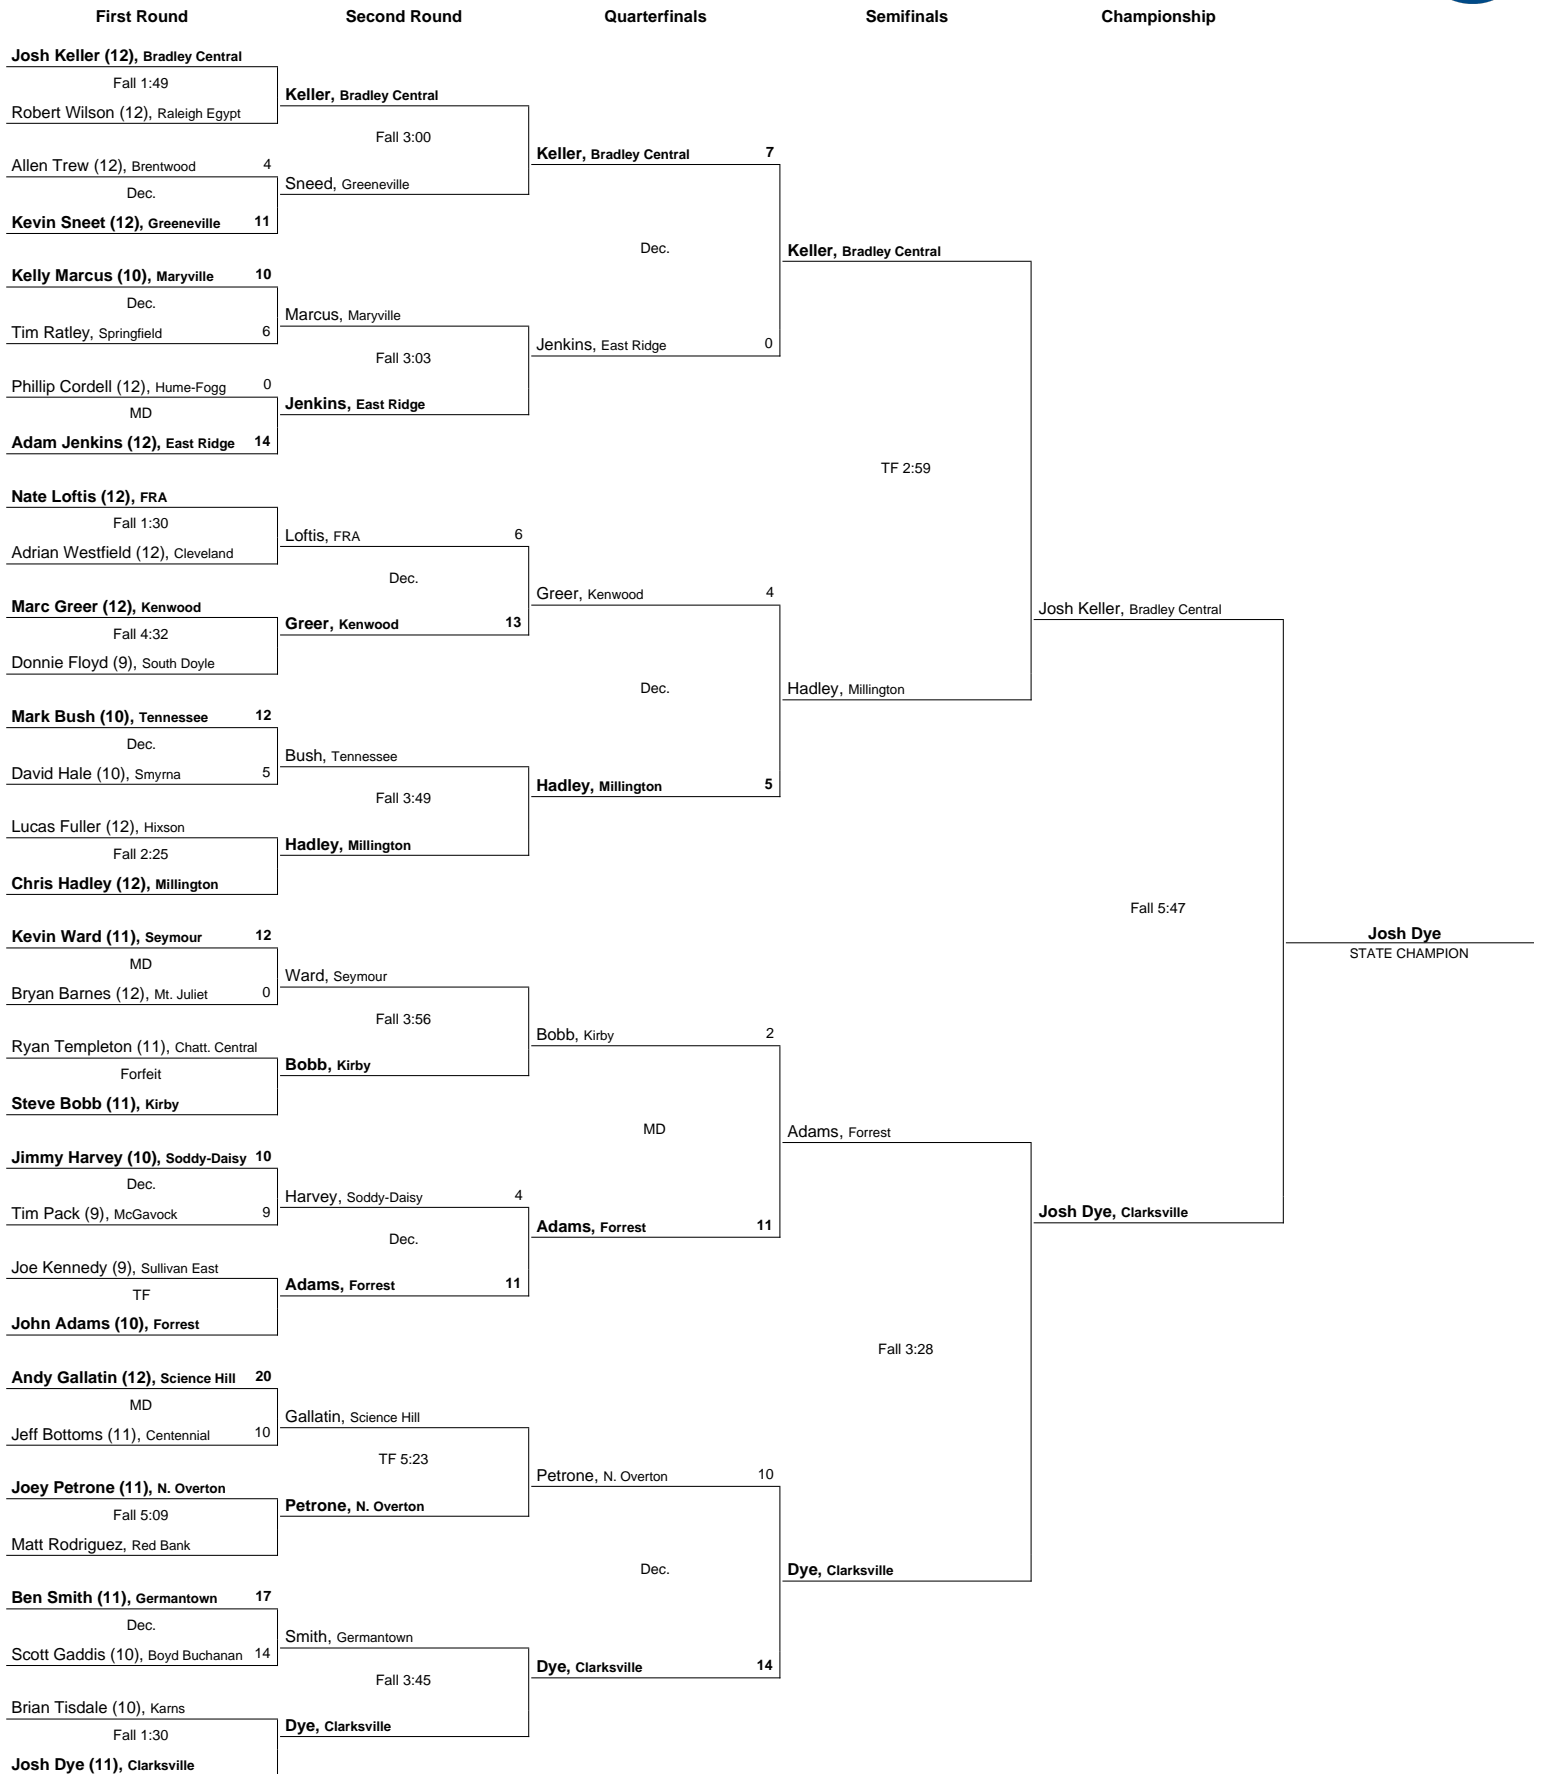 First Round
Second Round
Quarterfinals
Semifinals
Championship
Josh Keller (12), Bradley Central
Fall 1:49
Robert Wilson (12), Raleigh Egypt
Allen Trew (12), Brentwood 4
Dec.
Kevin Sneet (12), Greeneville 11
Kelly Marcus (10), Maryville 10
Dec.
Tim Ratley, Springfield 6
Phillip Cordell (12), Hume-Fogg 0
MD
Adam Jenkins (12), East Ridge 14
Nate Loftis (12), FRA
Fall 1:30
Adrian Westfield (12), Cleveland
Marc Greer (12), Kenwood
Fall 4:32
Donnie Floyd (9), South Doyle
Mark Bush (10), Tennessee 12
Dec.
David Hale (10), Smyrna 5
Lucas Fuller (12), Hixson
Fall 2:25
Chris Hadley (12), Millington
Kevin Ward (11), Seymour 12
MD
Bryan Barnes (12), Mt. Juliet 0
Ryan Templeton (11), Chatt. Central
Forfeit
Steve Bobb (11), Kirby
Jimmy Harvey (10), Soddy-Daisy 10
Dec.
Tim Pack (9), McGavock 9
Joe Kennedy (9), Sullivan East
TF
John Adams (10), Forrest
Andy Gallatin (12), Science Hill 20
MD
Jeff Bottoms (11), Centennial 10
Joey Petrone (11), N. Overton
Fall 5:09
Matt Rodriguez, Red Bank
Ben Smith (11), Germantown 17
Dec.
Scott Gaddis (10), Boyd Buchanan 14
Brian Tisdale (10), Karns
Fall 1:30
Josh Dye (11), Clarksville
Keller, Bradley Central
Fall 3:00
Sneed, Greeneville
Marcus, Maryville
Fall 3:03
Jenkins, East Ridge
Loftis, FRA 6
Dec.
Greer, Kenwood 13
Bush, Tennessee
Fall 3:49
Hadley, Millington
Ward, Seymour
Fall 3:56
Bobb, Kirby
Harvey, Soddy-Daisy 4
Dec.
Adams, Forrest 11
Gallatin, Science Hill
TF 5:23
Petrone, N. Overton
Smith, Germantown
Fall 3:45
Dye, Clarksville
Keller, Bradley Central 7
Dec.
Jenkins, East Ridge 0
Greer, Kenwood 4
Dec.
Hadley, Millington 5
Bobb, Kirby 2
MD
Adams, Forrest 11
Petrone, N. Overton 10
Dec.
Dye, Clarksville 14
Keller, Bradley Central
TF 2:59
Hadley, Millington
Adams, Forrest
Fall 3:28
Dye, Clarksville
Josh Keller, Bradley Central
Fall 5:47
Josh Dye, Clarksville
Josh Dye
STATE CHAMPION